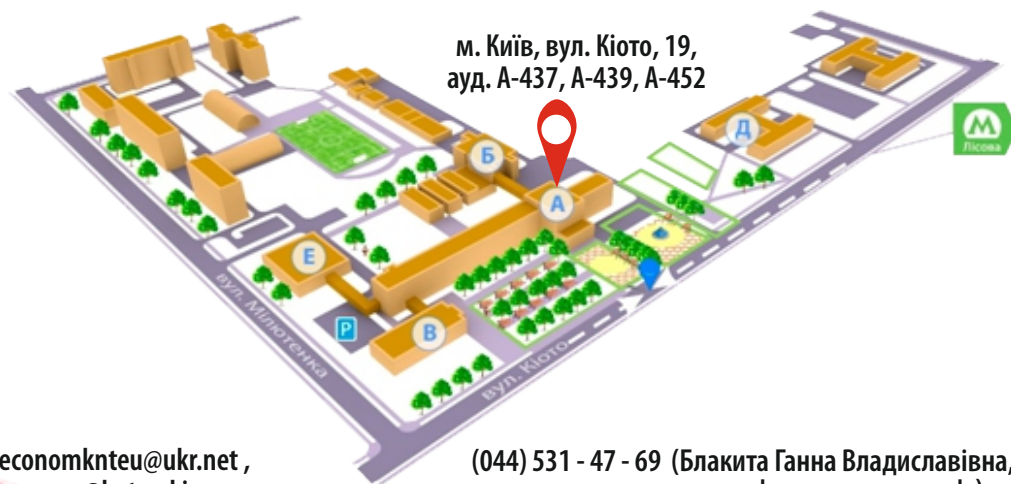 м. Київ, вул. Кіото, 19,
ауд. А-437, А-439, А-452
Д
М
Лісова
Б
А
Е
Р
В
вул. Мілютенка
вул. Кіото
economknteu@ukr.net ,
(044) 531 - 47 - 69 (Блакита Ганна Владиславівна,